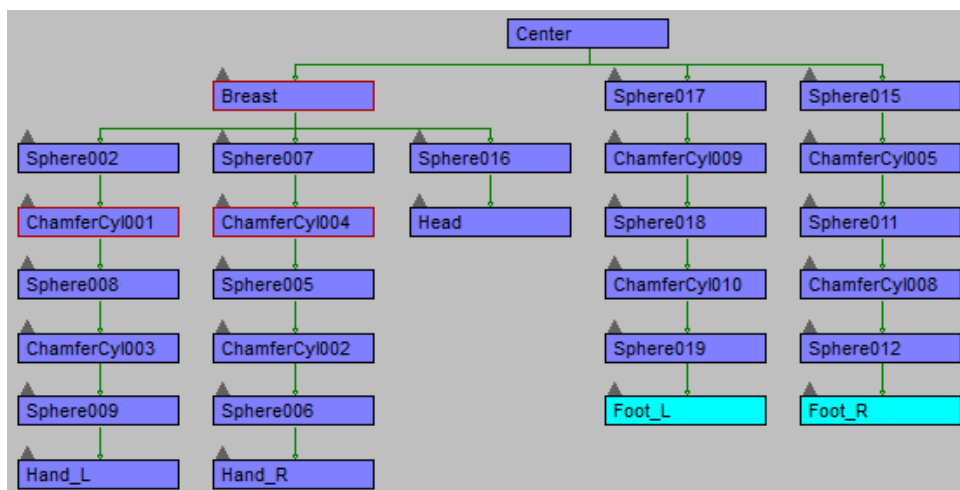 Center
Breast
Sphere017
Sphere015
Sphere002
Sphere007
Sphere016
ChamferCyl009
ChamferCyl005
ChamferCyl001
ChamferCyl004
Head
Sphere018
Sphere011
Sphere008
Sphere005
ChamferCyl010
ChamferCyl008
ChamferCyl003
ChamferCyl002
Sphere019
Sphere012
Sphere009
Sphere006
Foot_L
Foot_R
Hand_L
Hand_R